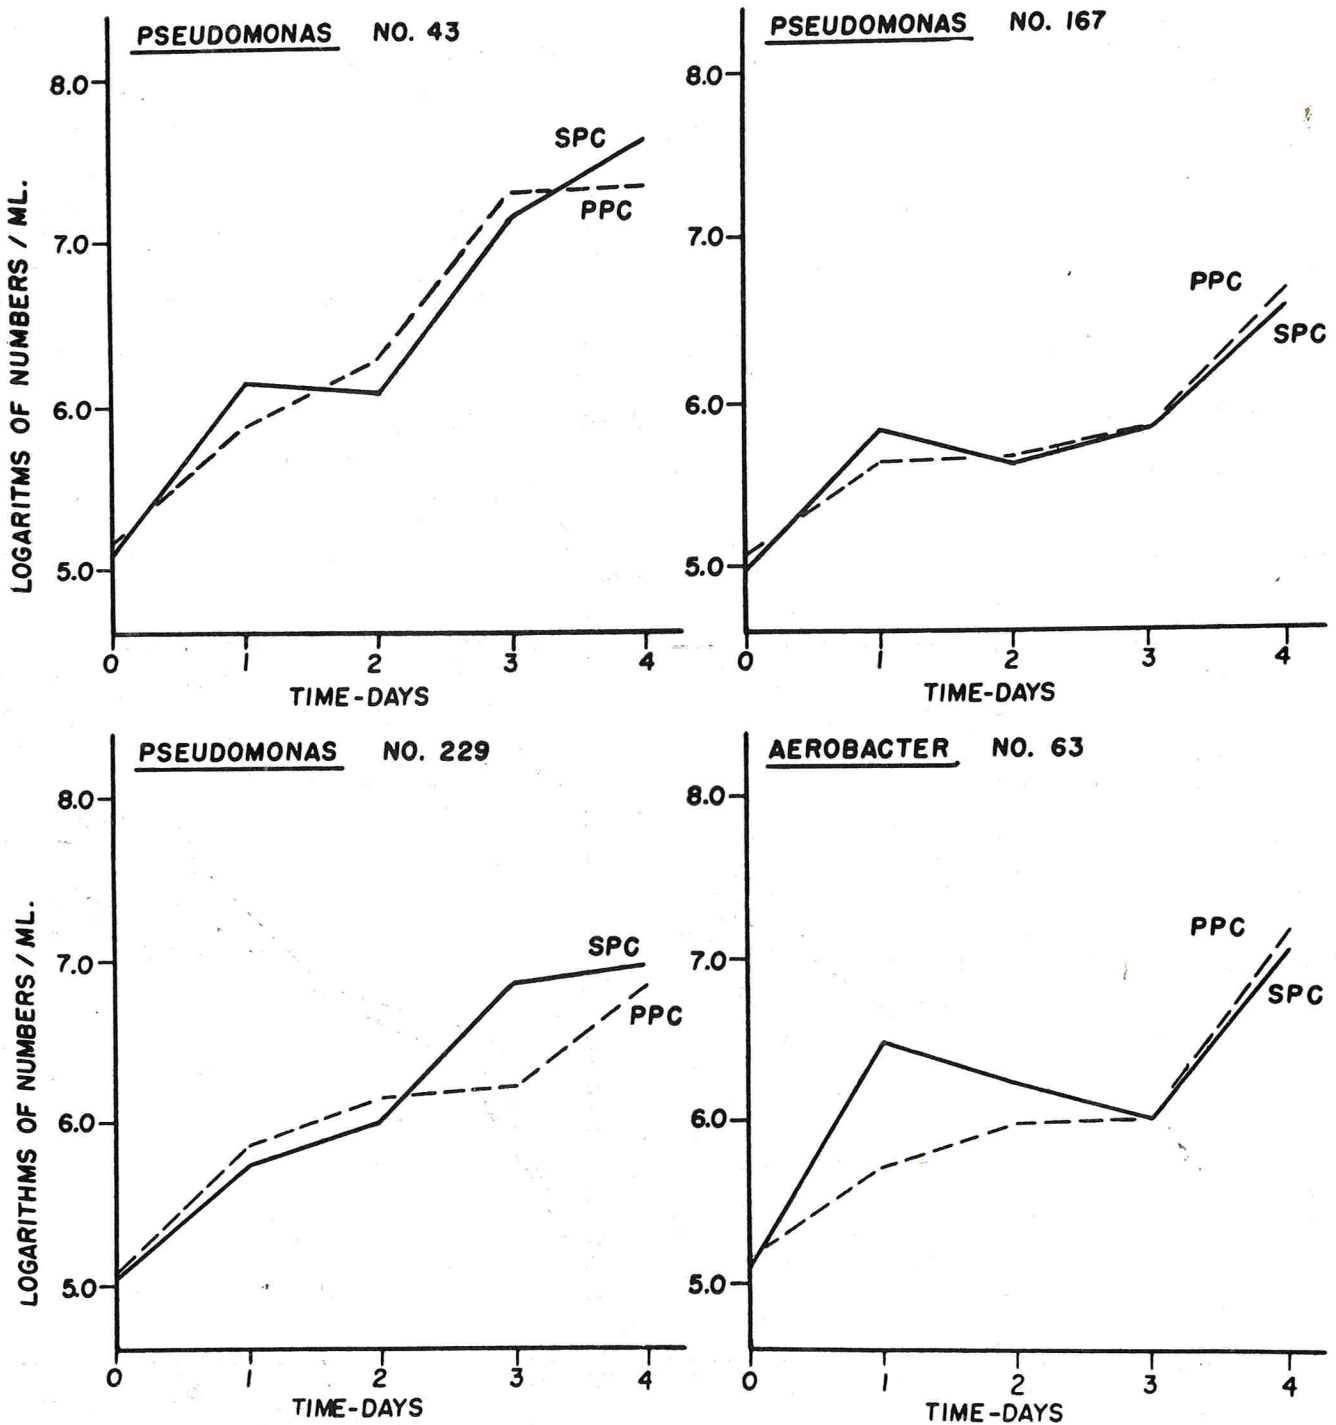 PSEUDOMONAS NO. 43
8.0
7.0
6.0
5.0
LOGARITMS OF NUMBERS / ML.
SPC
PPC
0 1 2 3 4
TIME-DAYS
PSEUDOMONAS NO. 167
8.0
7.0
6.0
5.0
PPC
SPC
0 1 2 3 4
TIME-DAYS
PSEUDOMONAS NO. 229
8.0
7.0
6.0
5.0
LOGARITHMS OF NUMBERS / ML.
SPC
PPC
0 1 2 3 4
TIME-DAYS
AEROBACTER NO. 63
8.0
7.0
6.0
5.0
PPC
SPC
0 1 2 3 4
TIME-DAYS